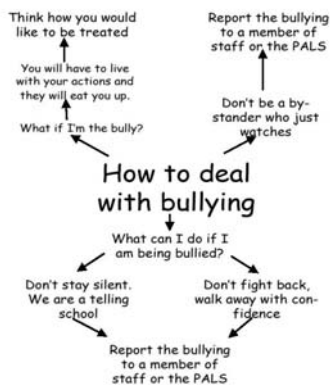 Think how you would
like to be treated
Report the bullying
to a member of
staff or the PALS
You will have to live
with your actions and
they will eat you up.
Don't be a by-
stander who just
watches
What if I'm the bully?
How to deal
with bullying
What can I do if I
am being bullied?
Don't stay silent.
We are a telling
school
Don't fight back,
walk away with con-
fidence
Report the bullying
to a member of
staff or the PALS